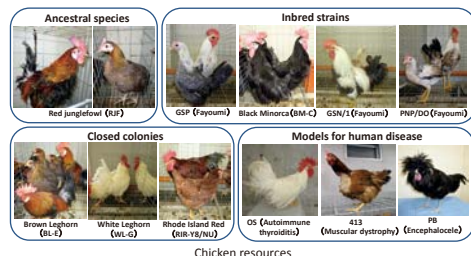 Ancestral species
Red junglefowl (RJF)
Inbred strains
GSP (Fayoumi)
Black Minorca(BM-C)
GSN/1(Fayoumi)
PNP/DO(Fayoumi)
Closed colonies
Brown Leghorn
(BL-E)
White Leghorn
(WL-G)
Rhode Island Red
(RIR-Y8/NU)
Models for human disease
OS (Autoimmune
thyroiditis)
413
(Muscular dystrophy)
PB
(Encephalocele)
Chicken resources